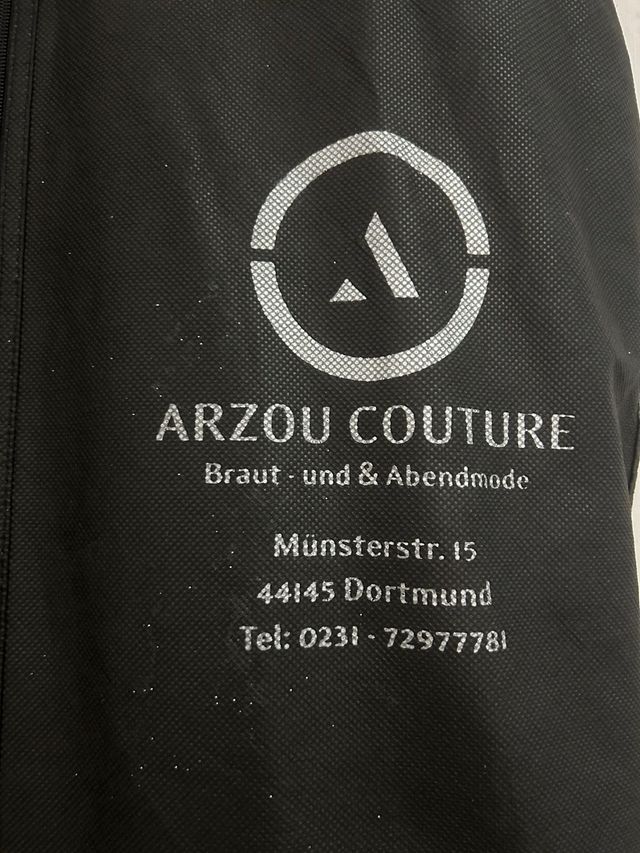 ARZOU COUTURE
Braut - und & Abendmode
Münsterstr. 15
44145 Dortmund
Tel: 0231 - 72977781